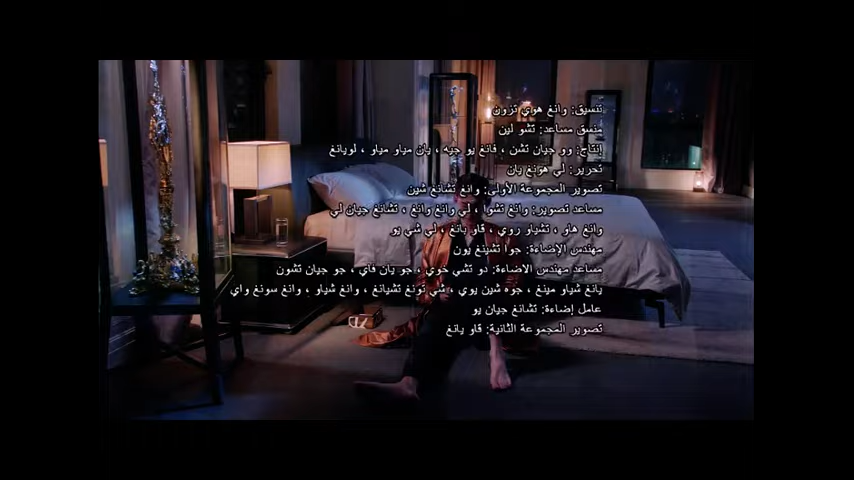 تنسيق: وانغ هوي تزون
منسق مساعد: تشو لين
إنتاج: وو جيان تشن ، فانغ يو جيه ، يان مياو مياو ، لويانغ
تحرير: لي هونغ يان
تصوير المجموعة الأولى: وانغ تشانغ شين
مساعد تصوير: وانغ تشوا ، لي وانغ وانغ ، تشانغ جيان لي
وانغ هاو ، تشياو روي ، قاو بانغ ، لي شي يو
مهندس الإضاءة: جوا تشينغ يون
مساعد مهندس الاضاءة: دو تشي خوي ، جو يان فاي ، جو جيان تشون
يانغ شياو مينغ ، جوه شين يوي ، شي تونغ تشيانغ ، وانغ شياو ، وانغ سونغ واي
عامل إضاءة: تشانغ جيان يو
تصوير المجموعة الثانية: قاو يانغ